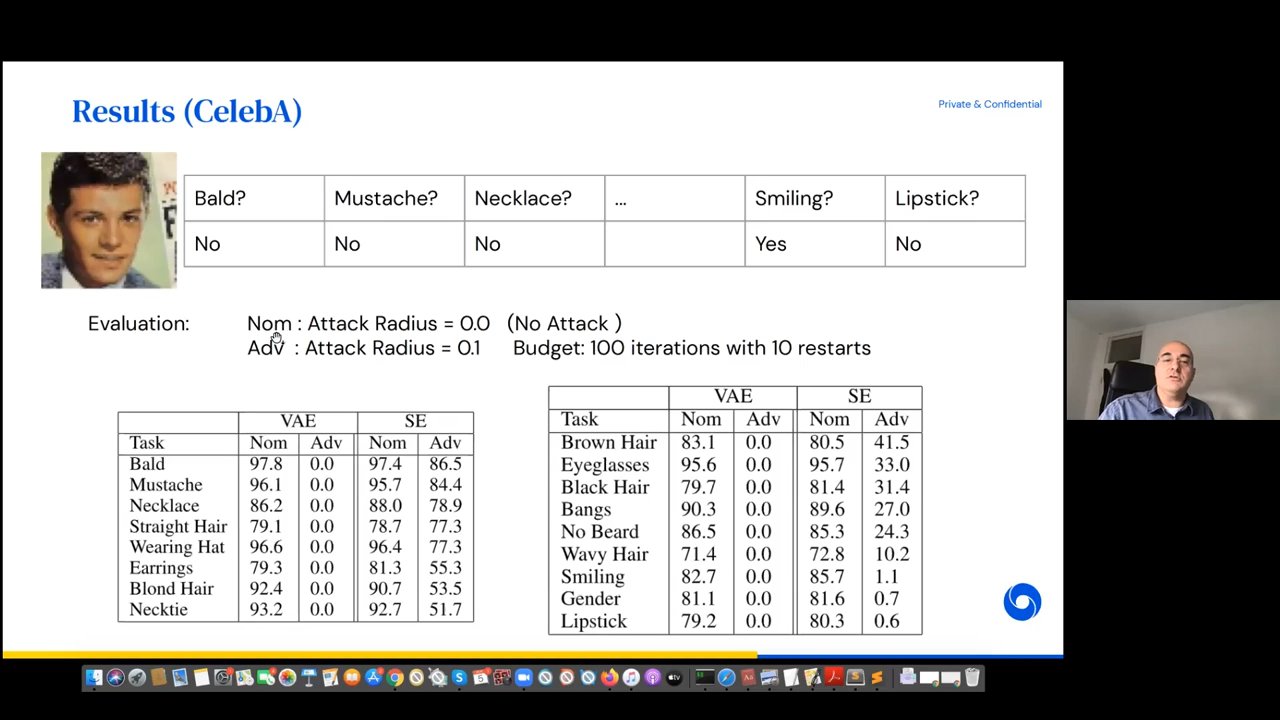 Results (CelebA)
Private & Confidential
Bald? Mustache? Necklace? ... Smiling? Lipstick?
No No No Yes No
Evaluation: Nom : Attack Radius = 0.0 (No Attack )
Adv : Attack Radius = 0.1 Budget: 100 iterations with 10 restarts
VAE SE
Task Nom Adv Nom Adv
Bald 97.8 0.0 97.4 86.5
Mustache 96.1 0.0 95.7 84.4
Necklace 86.2 0.0 88.0 78.9
Straight Hair 79.1 0.0 78.7 77.3
Wearing Hat 96.6 0.0 96.4 77.3
Earrings 79.3 0.0 81.3 55.3
Blond Hair 92.4 0.0 90.7 53.5
Necktie 93.2 0.0 92.7 51.7
VAE SE
Task Nom Adv Nom Adv
Brown Hair 83.1 0.0 80.5 41.5
Eyeglasses 95.6 0.0 95.7 33.0
Black Hair 79.7 0.0 81.4 31.4
Bangs 90.3 0.0 89.6 27.0
No Beard 86.5 0.0 85.3 24.3
Wavy Hair 71.4 0.0 72.8 10.2
Smiling 82.7 0.0 85.7 1.1
Gender 81.1 0.0 81.6 0.7
Lipstick 79.2 0.0 80.3 0.6